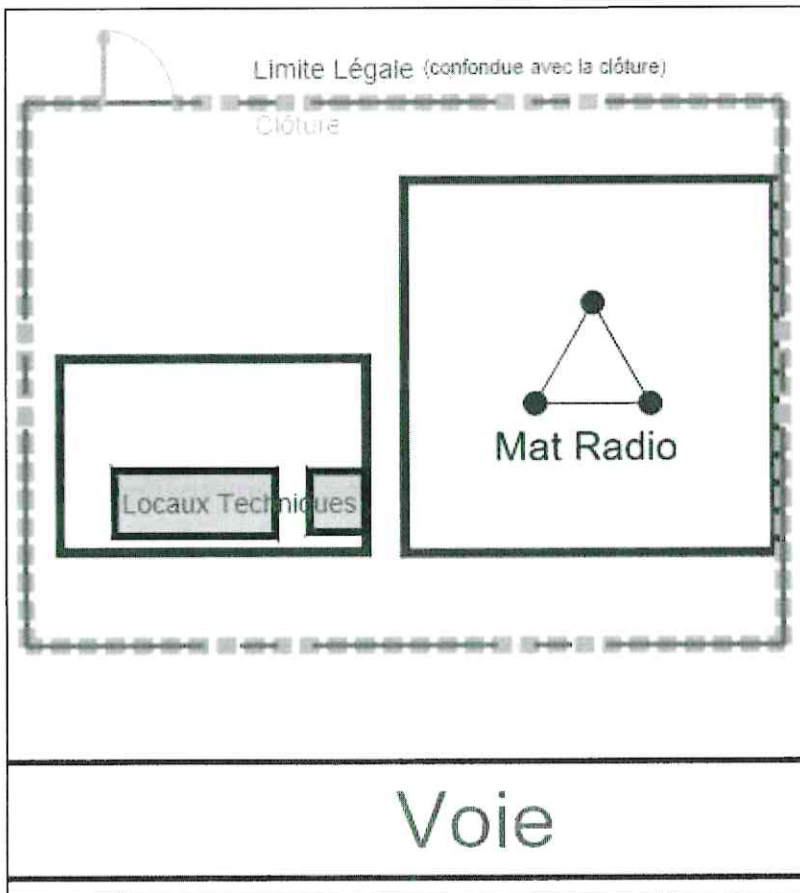 Limite Légale (confondue avec la clôture)
Clôture
Mat Radio
Locaux Techniques
Voie